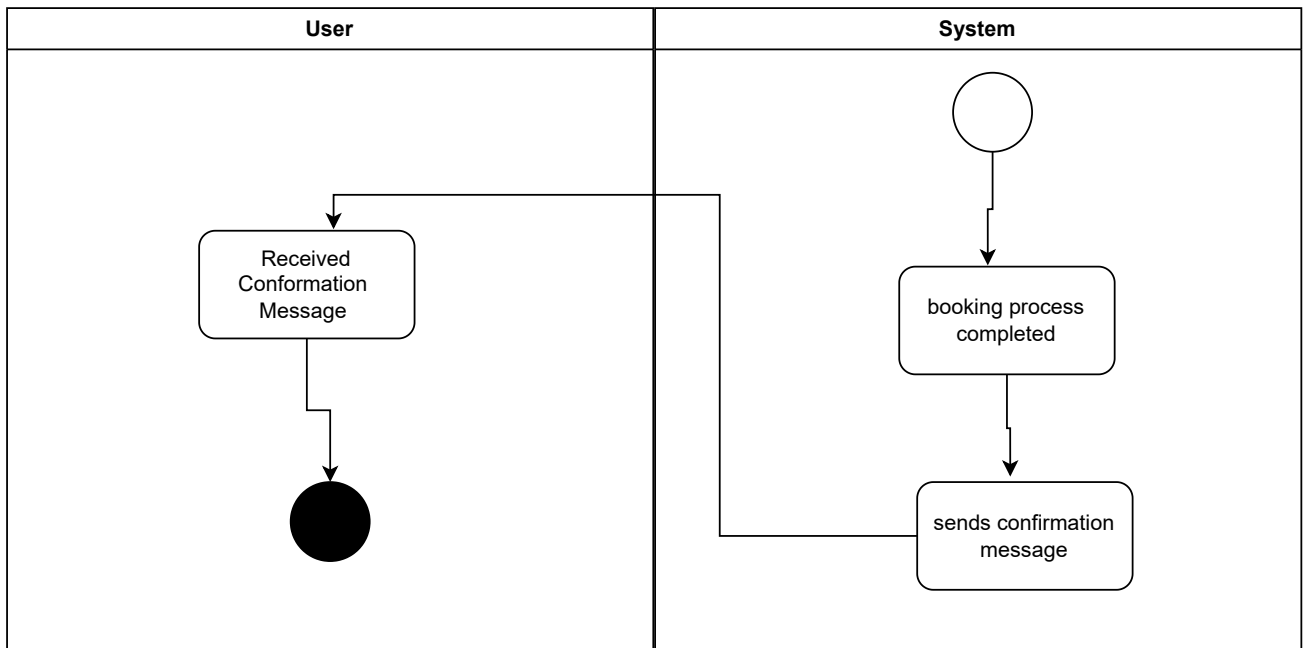 User
System
Received
Conformation
Message
booking process
completed
sends confirmation
message